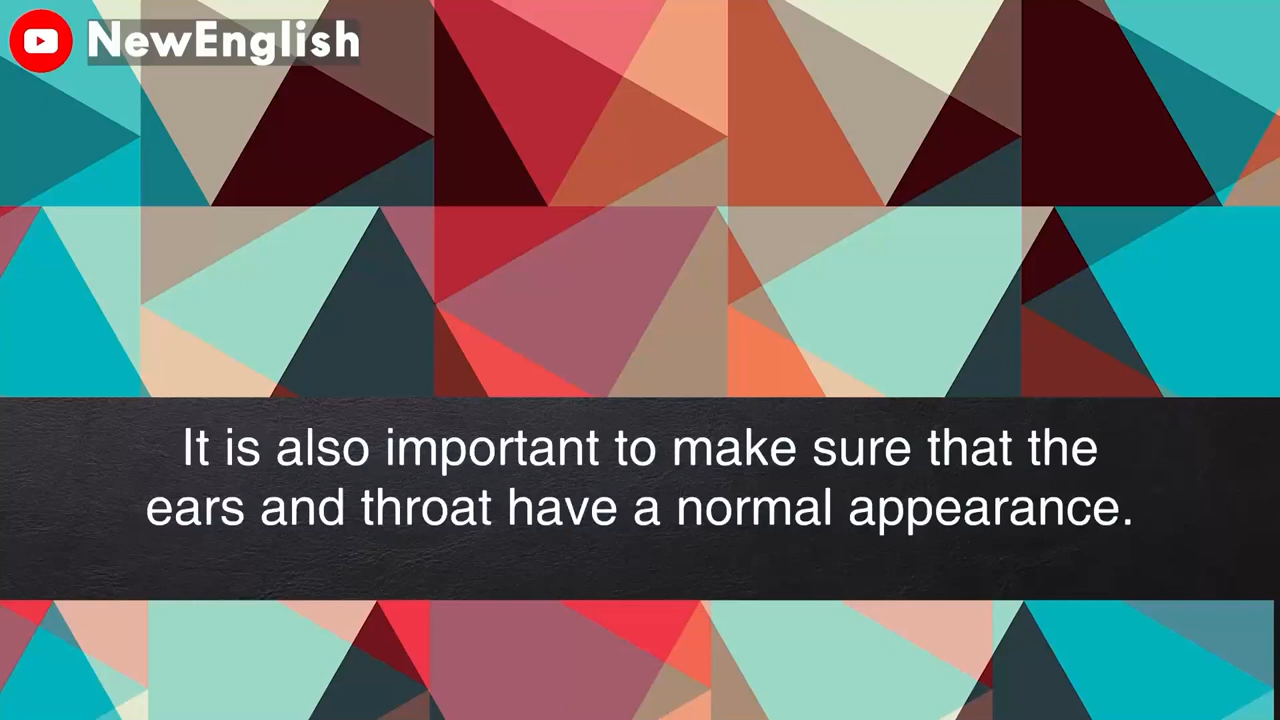 NewEnglish
It is also important to make sure that the
ears and throat have a normal appearance.